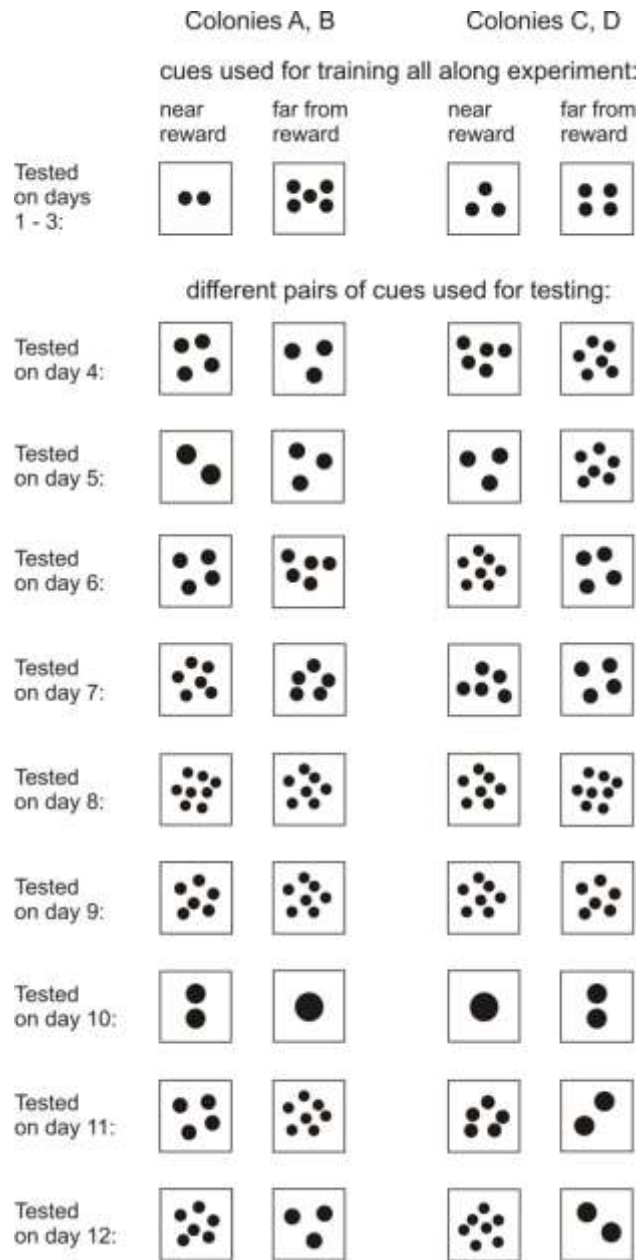 Colonies A, B Colonies C, D
cues used for training all along experiment:
near far from near far from
reward reward reward reward
Tested
on days
1 - 3:
different pairs of cues used for testing:
Tested
on day 4:
Tested
on day 5:
Tested
on day 6:
Tested
on day 7:
Tested
on day 8:
Tested
on day 9:
Tested
on day 10:
Tested
on day 11:
Tested
on day 12: